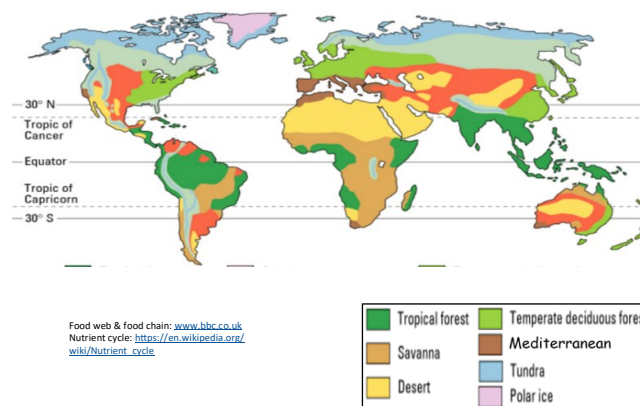 30° N
Tropic of
Cancer
Equator
Tropic of
Capricorn
30° S
Food web & food chain: www.bbc.co.uk
Nutrient cycle: https://en.wikipedia.org/
wiki/Nutrient_cycle
Tropical forest
Temperate deciduous fores
Savanna
Mediterranean
Desert
Tundra
Polar ice